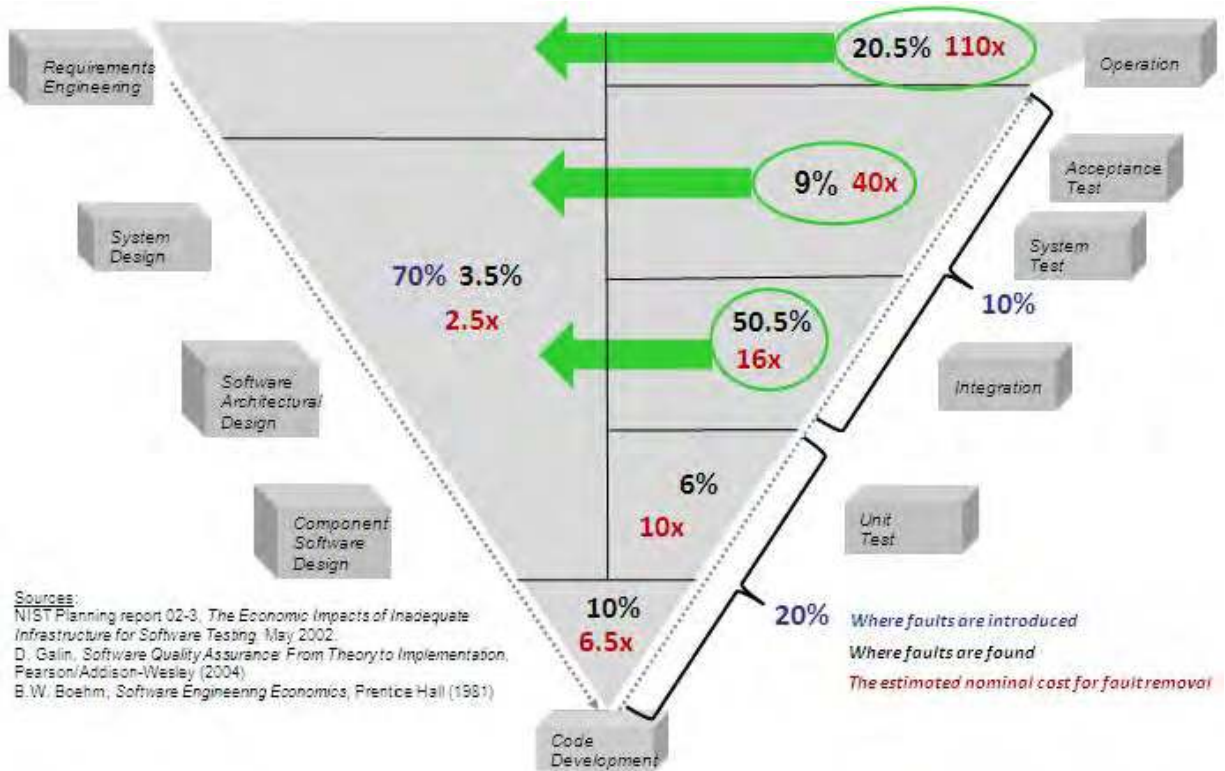 Requirements
Engineering
20.5% 110x
Operation
9% 40x
Acceptance
Test
System
Design
System
Test
70% 3.5%
2.5x
50.5%
16x
10%
Software
Architectural
Design
Integration
6%
10x
Component
Software
Design
Unit
Test
10%
6.5x
20%
Where faults are introduced
Where faults are found
The estimated nominal cost for fault removal
Sources:
NIST Planning report 02-3, The Economic Impacts of Inadequate
Infrastructure for Software Testing, May 2002.
D. Galin, Software Quality Assurance: From Theory to Implementation,
Pearson/Addison-Wesley (2004)
B.W. Boehm, Software Engineering Economics, Prentice Hall (1981)
Code
Development